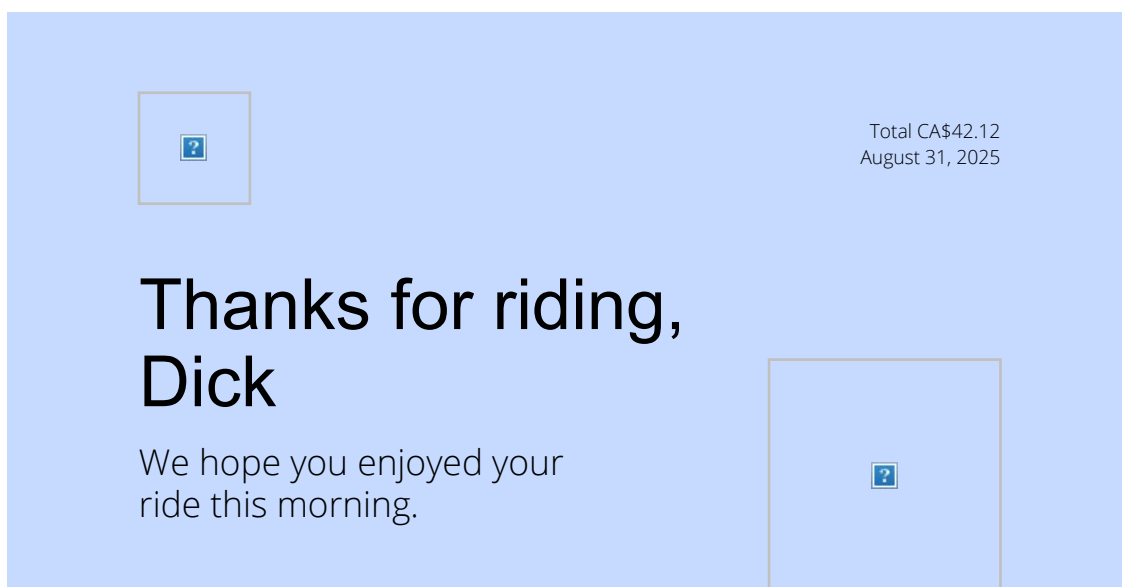 Total CA$42.12
August 31, 2025
Thanks for riding,
Dick
We hope you enjoyed your
ride this morning.